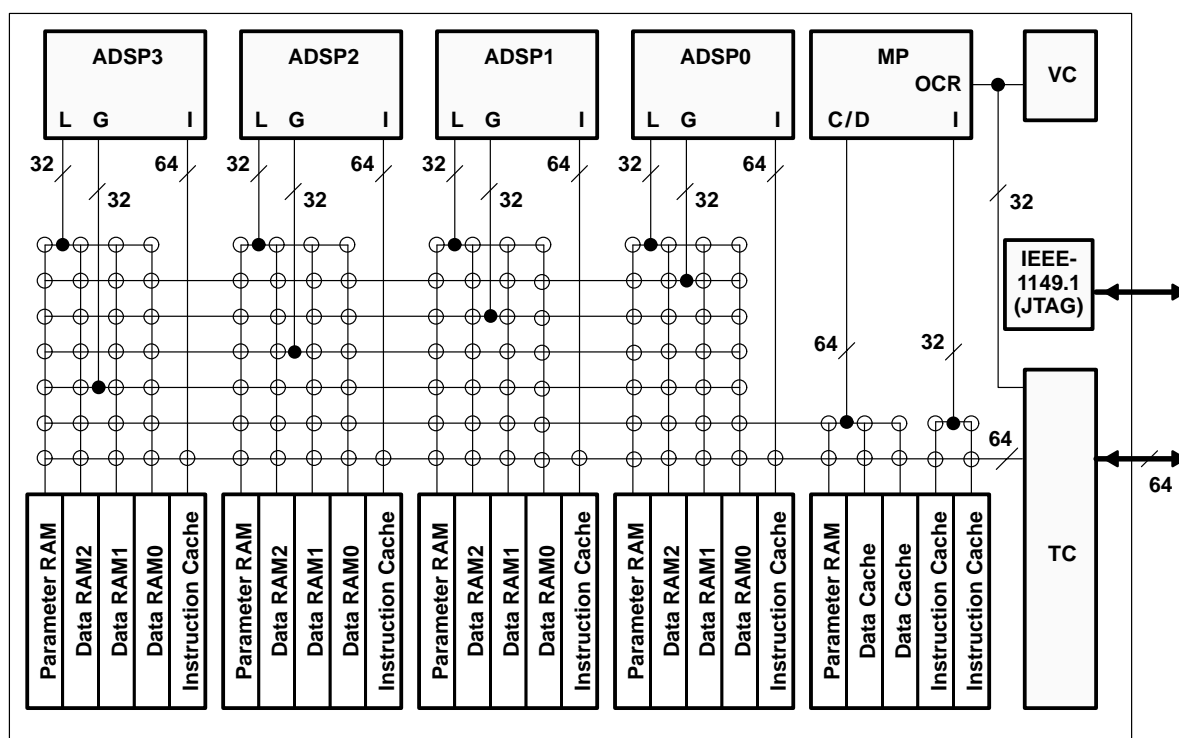 ADSP3
L G I
ADSP2
L G I
ADSP1
L G I
ADSP0
L G I
MP
OCR
C/D I
VC
32 64
32
32 64
32
32 64
32
32 64
32
32
IEEE-
1149.1
(JTAG)
64 32
64
64
TC
Parameter RAM
Data RAM2
Data RAM1
Data RAM0
Instruction Cache
Parameter RAM
Data RAM2
Data RAM1
Data RAM0
Instruction Cache
Parameter RAM
Data RAM2
Data RAM1
Data RAM0
Instruction Cache
Parameter RAM
Data RAM2
Data RAM1
Data RAM0
Instruction Cache
Parameter RAM
Data Cache
Data Cache
Instruction Cache
Instruction Cache